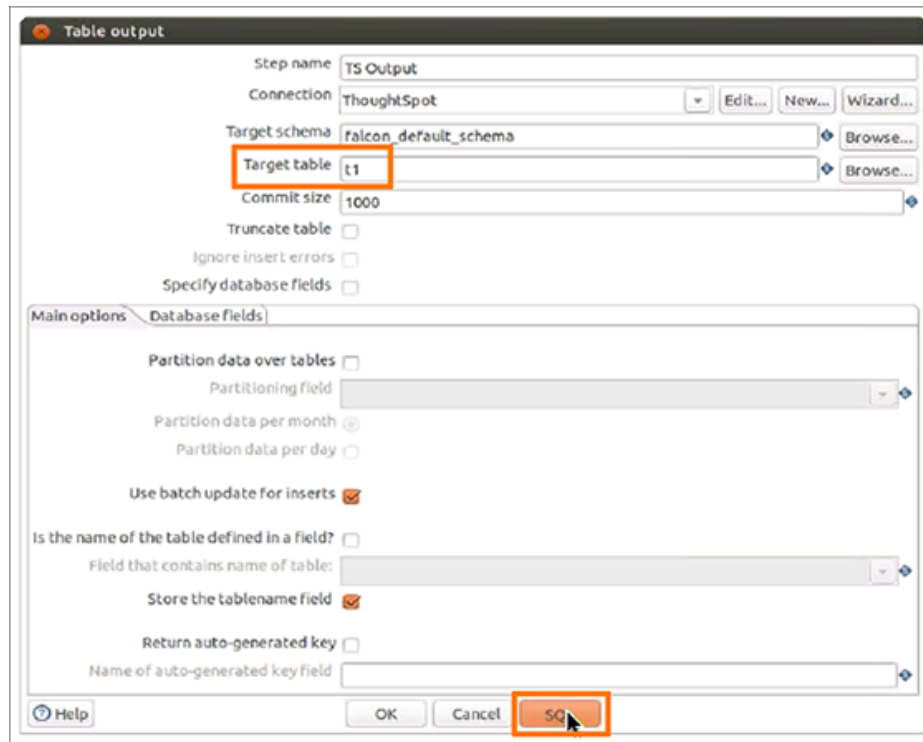 Table output
Step name TS Output
Connection ThoughtSpot Edit... New... Wizard...
Target schema falcon_default_schema Browse...
Target table t1 Browse...
Commit size 1000
Truncate table
Ignore insert errors
Specify database fields
Main options Database fields
Partition data over tables
Partitioning field
Partition data per month
Partition data per day
Use batch update for inserts
Is the name of the table defined in a field?
Field that contains name of table:
Store the tablename field
Return auto-generated key
Name of auto-generated key field
Help OK Cancel